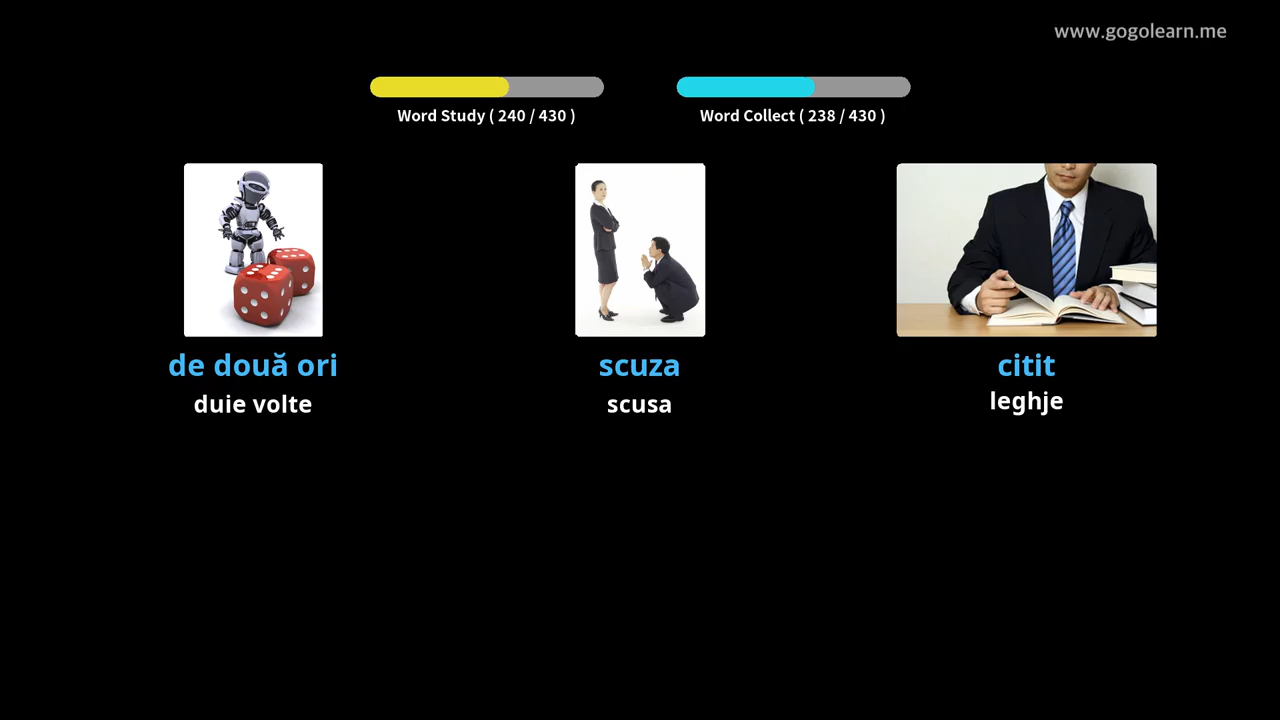 www.gogolearn.me
Word Study ( 240 / 430 )
Word Collect ( 238 / 430 )
de două ori
scuza
citit
duie volte
scusa
leghje